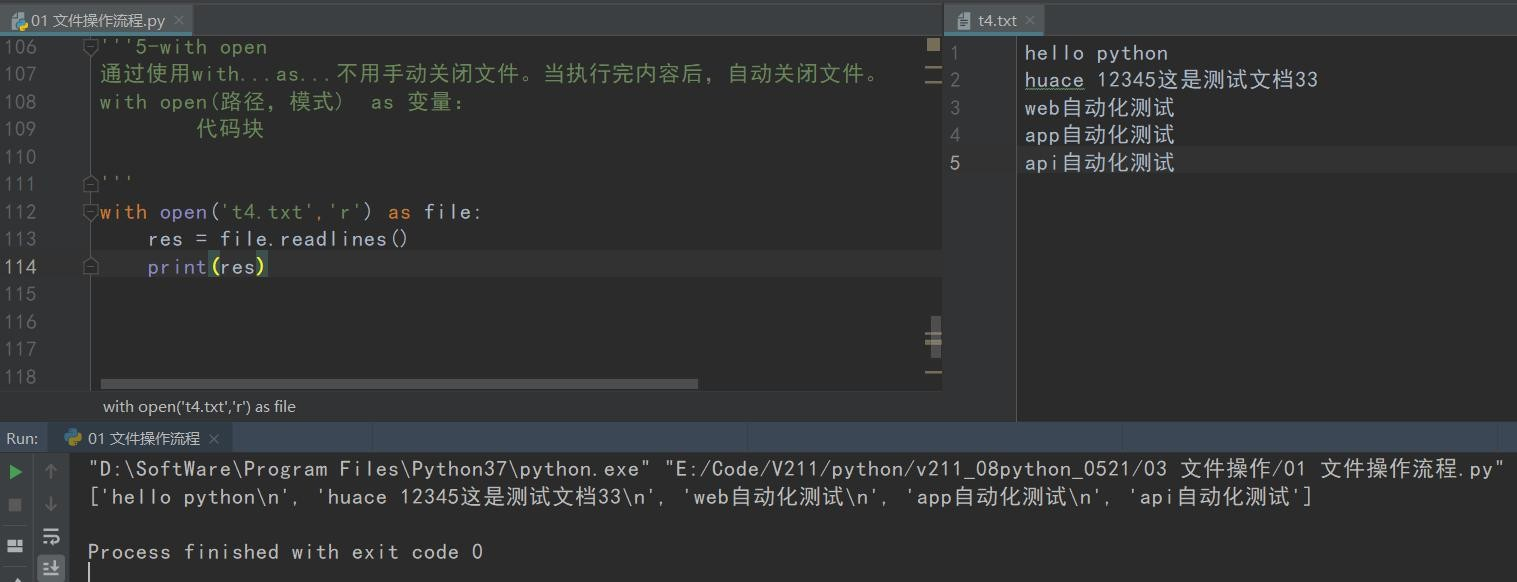 01 文件操作流程.py
106 '''5-with open
107 通过使用with...as...不用手动关闭文件。当执行完内容后，自动关闭文件。
108 with open(路径，模式） as 变量：
109         代码块
110
111 '''
112 with open('t4.txt','r') as file:
113     res = file.readlines()
114     print(res)
115
116
117
118
with open('t4.txt','r') as file
t4.txt
1 hello python
2 huace 12345这是测试文档33
3 web自动化测试
4 app自动化测试
5 api自动化测试
Run: 01 文件操作流程
"D:\SoftWare\Program Files\Python37\python.exe" "E:/Code/V211/python/v211_08python_0521/03 文件操作/01 文件操作流程.py"
['hello python\n', 'huace 12345这是测试文档33\n', 'web自动化测试\n', 'app自动化测试\n', 'api自动化测试']
Process finished with exit code 0